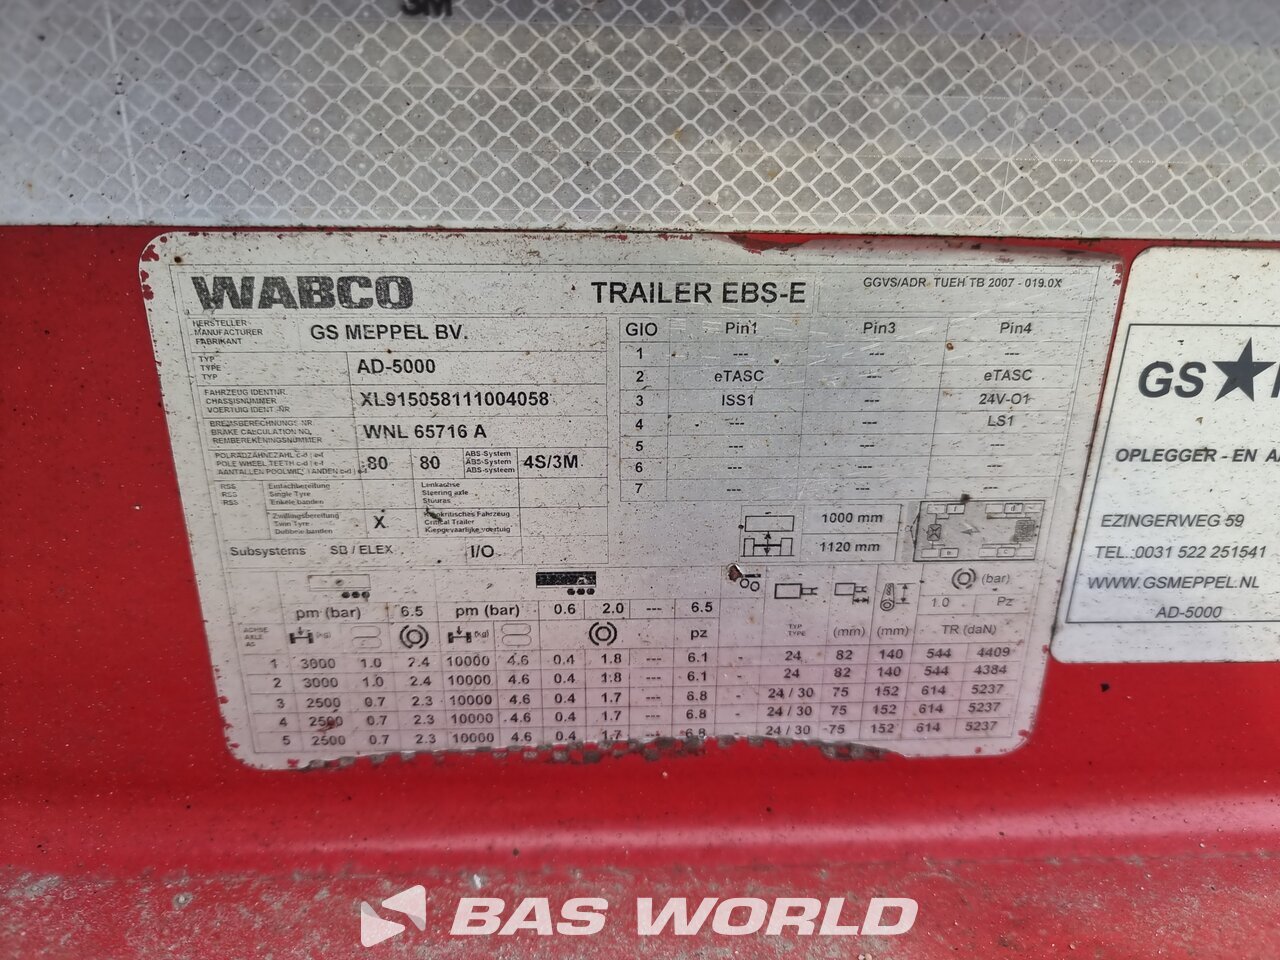 3M
WABCO TRAILER EBS-E GGVS/ADR TUEH TB 2007 - 019.0X
HERSTELLER
MANUFACTURER
FABRIKANT
GS MEPPEL BV.
TYP
TYPE
TYP
AD-5000
FAHRZEUG IDENTNR.
CHASSISNUMMER
VOERTUIG IDENT.-NR
XL915058111004058
BREMSBERECHNUNGS NR
BRAKE CALCULATION NO.
REMBEREKENINGSNUMMER
WNL 65716 A
POLRADZÄHNEZAHL c-d | e-f
POLE WHEEL TEETH c-d | e-f
AANTALLEN POOLWIELTANDEN c-d | e-f
80 80
ABS-System
ABS-System
ABS-systeem
4S/3M
RSS
RSS
RSS
Einfachbereifung
Single Tyre
Enkele banden
Lenkachse
Steering axle
Stuuras
Zwillingsbereifung
Twin Tyre
Dubbele banden
X
Kippkritisches Fahrzeug
Critical Trailer
Kiepgevaarlijke voertuig
Subsystems SB / ELEX I/O
GIO Pin1 Pin3 Pin4
1 --- --- ---
2 eTASC --- eTASC
3 ISS1 --- 24V-O1
4 --- --- LS1
5 --- --- ---
6 --- --- ---
7 --- --- ---
1000 mm
1120 mm
pm (bar) 6.5 pm (bar) 0.6 2.0 --- 6.5
(bar)
1.0 Pz
ACHSE
AXLE
AS
(kg) (kg) pz
TYP
TYPE
(mm) (mm) TR (daN)
1 3000 1.0 2.4 10000 4.6 0.4 1.8 --- 6.1 - 24 82 140 544 4409
2 3000 1.0 2.4 10000 4.6 0.4 1.8 --- 6.1 - 24 82 140 544 4384
3 2500 0.7 2.3 10000 4.6 0.4 1.7 --- 6.8 - 24 / 30 75 152 614 5237
4 2500 0.7 2.3 10000 4.6 0.4 1.7 --- 6.8 - 24 / 30 75 152 614 5237
5 2500 0.7 2.3 10000 4.6 0.4 1.7 --- 6.8 - 24 / 30 75 152 614 5237
GS
OPLEGGER - EN
EZINGERWEG 59
TEL.:0031 522 251541
WWW.GSMEPPEL.NL
AD-5000
BAS WORLD